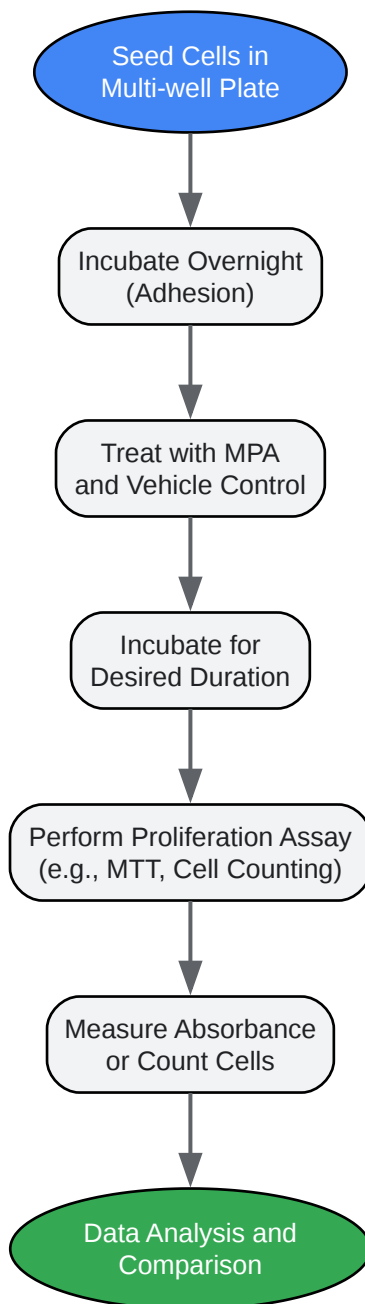 Seed Cells in
Multi-well Plate
Incubate Overnight
(Adhesion)
Treat with MPA
and Vehicle Control
Incubate for
Desired Duration
Perform Proliferation Assay
(e.g., MTT, Cell Counting)
Measure Absorbance
or Count Cells
Data Analysis and
Comparison